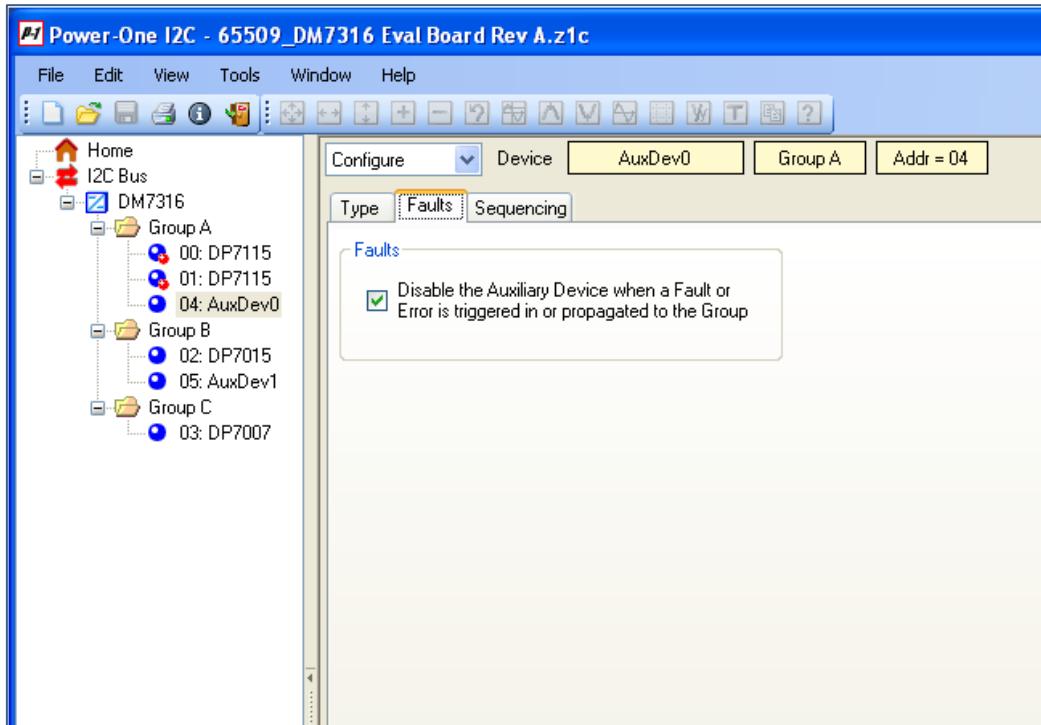 P-1 Power-One I2C - 65509_DM7316 Eval Board Rev A.z1c
File Edit View Tools Window Help
W T ?
Home
I2C Bus
DM7316
Group A
00: DP7115
01: DP7115
04: AuxDev0
Group B
02: DP7015
05: AuxDev1
Group C
03: DP7007
Configure Device AuxDev0 Group A Addr = 04
Type Faults Sequencing
Faults
Disable the Auxiliary Device when a Fault or
Error is triggered in or propagated to the Group